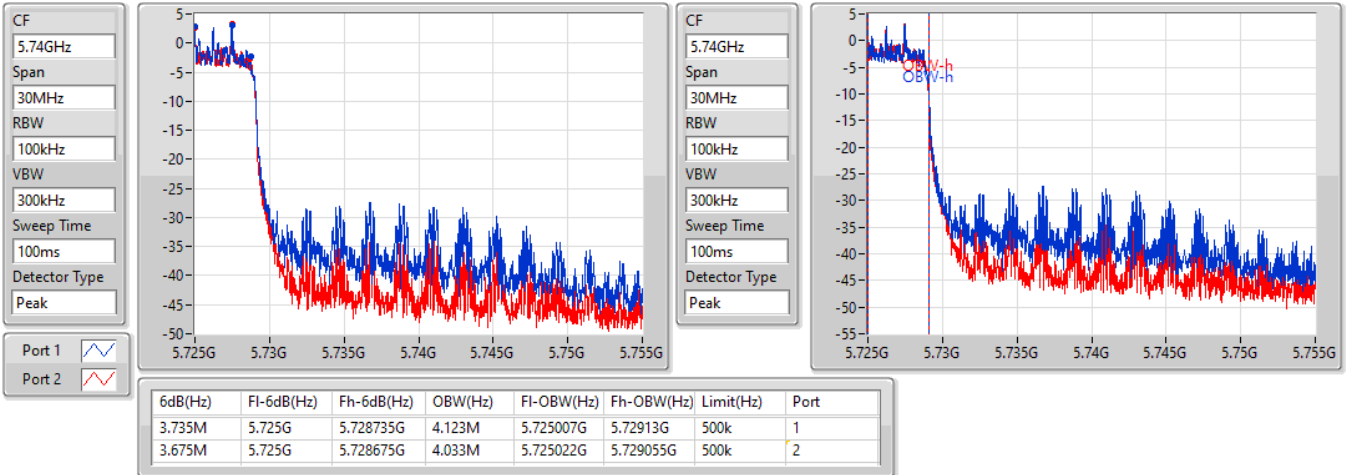 CF
5.74GHz
Span
30MHz
RBW
100kHz
VBW
300kHz
Sweep Time
100ms
Detector Type
Peak
Port 1
Port 2
5
0
-5
-10
-15
-20
-25
-30
-35
-40
-45
-50
5.725G 5.73G 5.735G 5.74G 5.745G 5.75G 5.755G
CF
5.74GHz
Span
30MHz
RBW
100kHz
VBW
300kHz
Sweep Time
100ms
Detector Type
Peak
5
0
-5
-10
-15
-20
-25
-30
-35
-40
-45
-50
-55
OBW-h
OBW-h
5.725G 5.73G 5.735G 5.74G 5.745G 5.75G 5.755G
6dB(Hz) Fl-6dB(Hz) Fh-6dB(Hz) OBW(Hz) Fl-OBW(Hz) Fh-OBW(Hz) Limit(Hz) Port
3.735M 5.725G 5.728735G 4.123M 5.725007G 5.72913G 500k 1
3.675M 5.725G 5.728675G 4.033M 5.725022G 5.729055G 500k 2